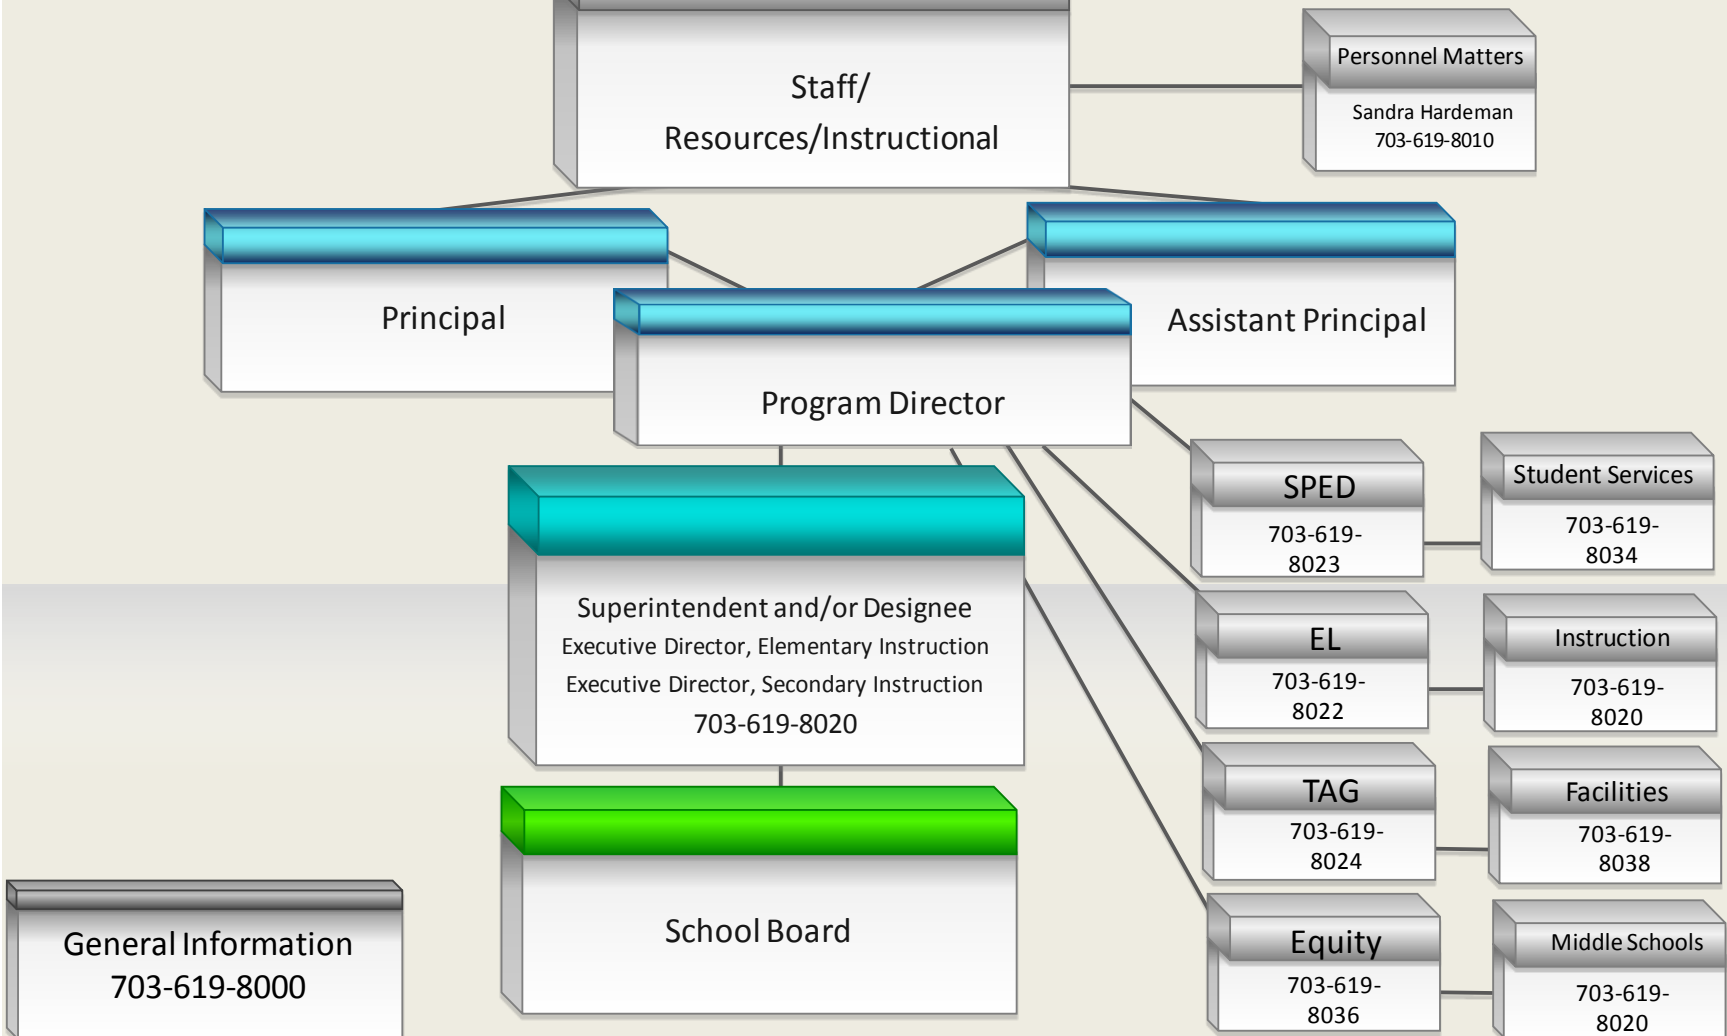 Staff/
Resources/Instructional
Personnel Matters
Sandra Hardeman
703-619-8010
Principal
Assistant Principal
Program Director
SPED
703-619-
8023
Student Services
703-619-
8034
Superintendent and/or Designee
Executive Director, Elementary Instruction
Executive Director, Secondary Instruction
703-619-8020
EL
703-619-
8022
Instruction
703-619-
8020
TAG
703-619-
8024
Facilities
703-619-
8038
School Board
General Information
703-619-8000
Equity
703-619-
8036
Middle Schools
703-619-
8020